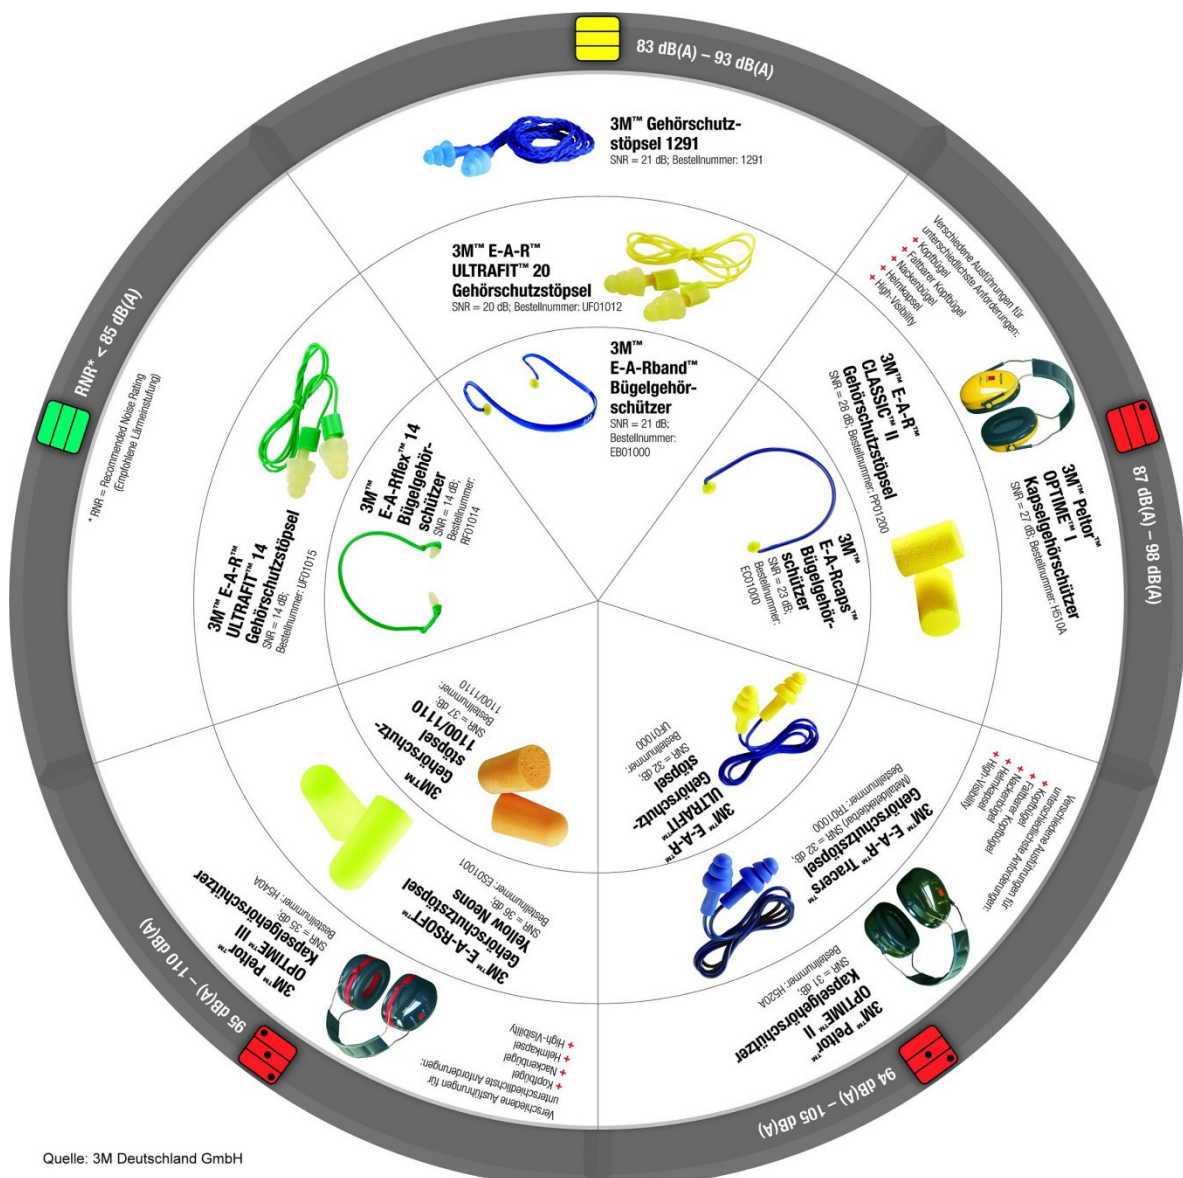 83 dB(A) – 93 dB(A)
3M™ Gehörschutz-
stöpsel 1291
SNR = 21 dB; Bestellnummer: 1291
3M™ E-A-R™
ULTRAFIT™ 20
Gehörschutzstöpsel
SNR = 20 dB; Bestellnummer: UF01012
3M™
E-A-Rband™
Bügelgehör-
schützer
SNR = 21 dB;
Bestellnummer:
EB01000
87 dB(A) – 98 dB(A)
Verschiedene Ausführungen für
unterschiedlichste Anforderungen:
+ Kopfbügel
+ Faltbarer Kopfbügel
+ Nackenbügel
+ Helmkapsel
+ High-Visibility
3M™ Peltor™
OPTIME™ I
Kapselgehörschützer
SNR = 27 dB; Bestellnummer: H510A
3M™ E-A-R™
CLASSIC™ II
Gehörschutzstöpsel
SNR = 28 dB; Bestellnummer: PP01200
3M™
E-A-Rcaps™
Bügelgehör-
schützer
SNR = 23 dB;
Bestellnummer:
EC01000
94 dB(A) – 105 dB(A)
Verschiedene Ausführungen für
unterschiedlichste Anforderungen:
+ Kopfbügel
+ Faltbarer Kopfbügel
+ Nackenbügel
+ Helmkapsel
+ High-Visibility
3M™ Peltor™
OPTIME™ II
Kapselgehörschützer
SNR = 31 dB;
Bestellnummer: H520A
3M™ E-A-R™ Tracers™
Gehörschutzstöpsel
(Metalldetektierbar) SNR = 32 dB;
Bestellnummer: TR01000
3M™ E-A-R™
ULTRAFIT™
Gehörschutz-
stöpsel
SNR = 32 dB;
Bestellnummer:
UF01000
95 dB(A) – 110 dB(A)
Verschiedene Ausführungen für
unterschiedlichste Anforderungen:
+ Kopfbügel
+ Nackenbügel
+ Helmkapsel
+ High-Visibility
3M™ Peltor™
OPTIME™ III
Kapselgehörschützer
SNR = 35 dB;
Bestellnummer: H540A
3M™ E-A-RSOFT™
Yellow Neons
Gehörschutzstöpsel
SNR = 36 dB;
Bestellnummer: ES01001
3M™
Gehörschutz-
stöpsel
1100/1110
SNR = 37 dB;
Bestellnummer:
1100/1110
RNR* < 85 dB(A)
* RNR = Recommended Noise Rating
(Empfohlene Lärmeinstufung)
3M™ E-A-R™
ULTRAFIT™ 14
Gehörschutzstöpsel
SNR = 14 dB;
Bestellnummer: UF01015
3M™
E-A-Rflex™ 14
Bügelgehör-
schützer
SNR = 14 dB;
Bestellnummer:
RF01014
Quelle: 3M Deutschland GmbH